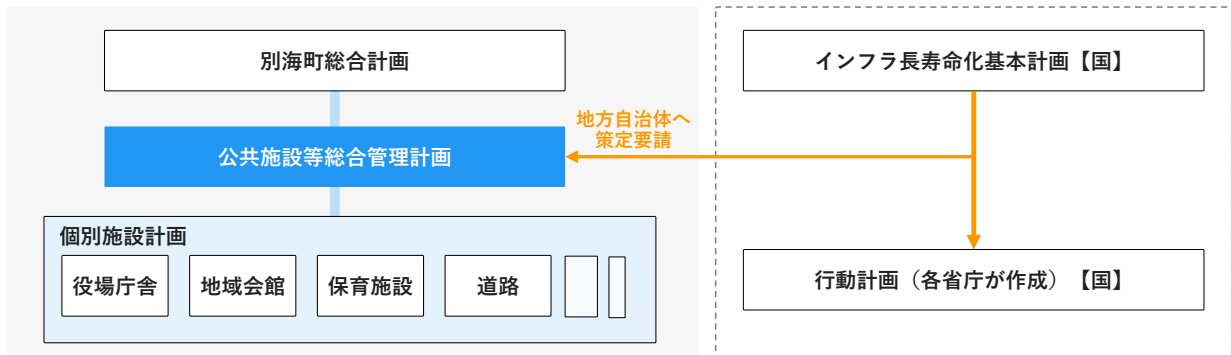 別海町総合計画
公共施設等総合管理計画
個別施設計画
役場庁舎
地域会館
保育施設
道路
地方自治体へ
策定要請
インフラ長寿命化基本計画【国】
行動計画（各省庁が作成）【国】